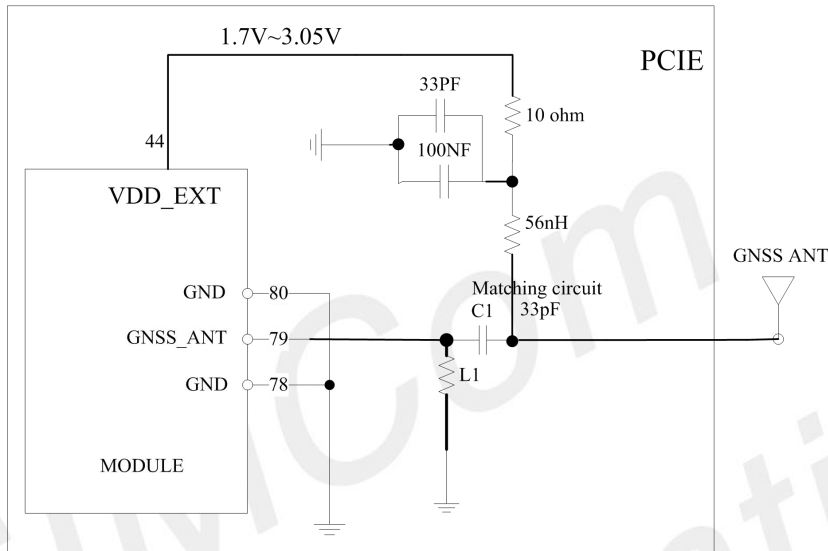 1.7V~3.05V
PCIE
33PF
10 ohm
44
100NF
VDD_EXT
56nH
GNSS ANT
GND
80
Matching circuit
C1
33pF
GNSS_ANT
79
L1
GND
78
MODULE